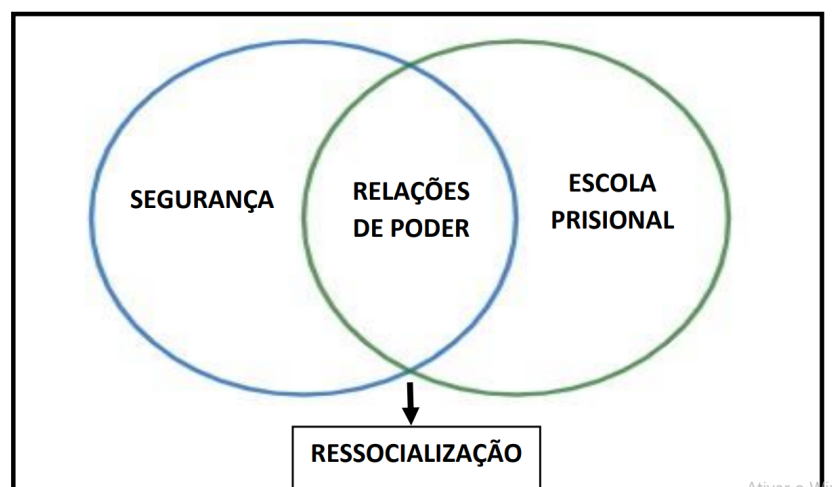 SEGURANÇA
RELAÇÕES
DE PODER
ESCOLA
PRISIONAL
RESSOCIALIZAÇÃO